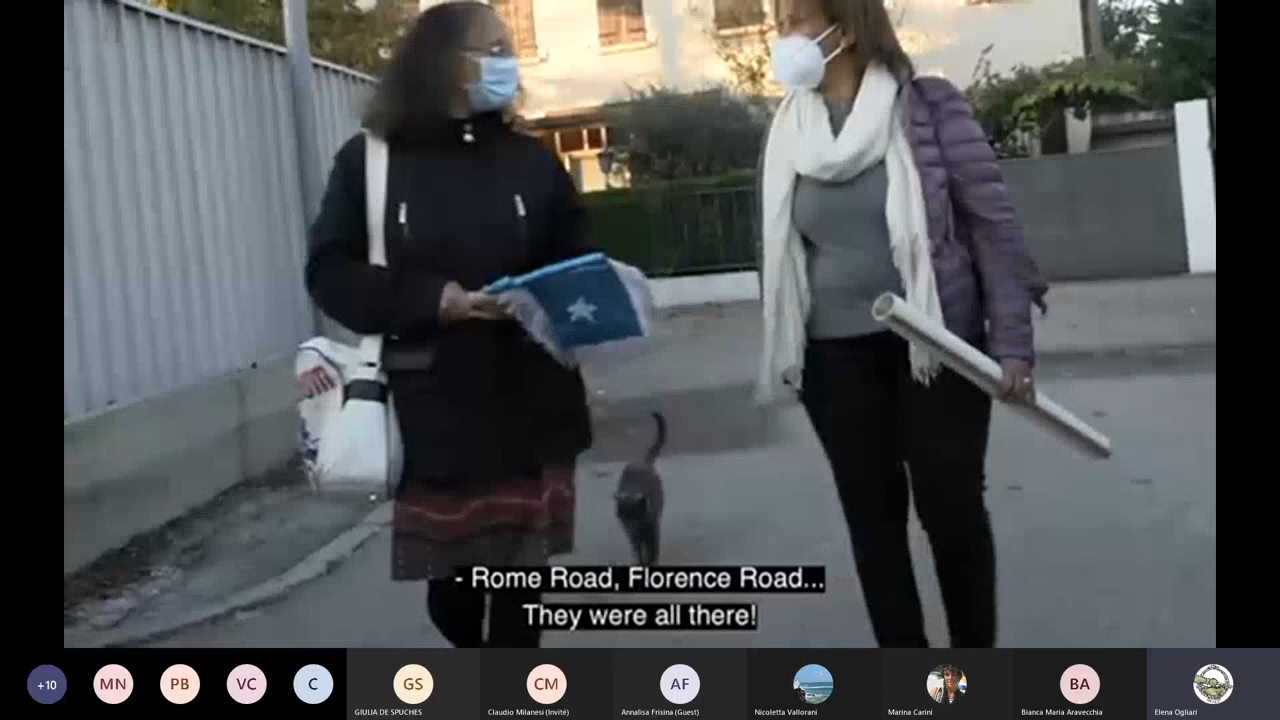 - Rome Road, Florence Road...
They were all there!
+10
MN
PB
VC
C
GS
GIULIA DE SPUCHES
CM
Claudio Milanesi (Invité)
AF
Annalisa Frisina (Guest)
Nicoletta Vallorani
Marina Carini
BA
Bianca Maria Aravecchia
Elena Ogliari